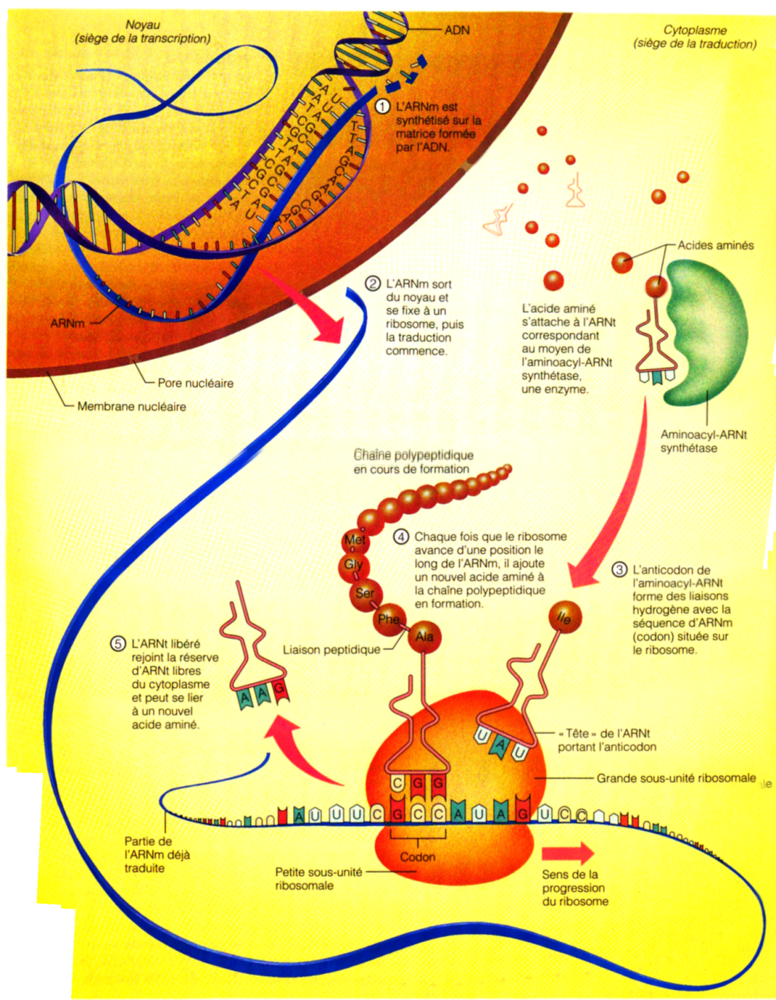 Noyau
(siège de la transcription)
ADN
Cytoplasme
(siège de la traduction)
1 L'ARNm est
synthétisé sur la
matrice formée
par l'ADN.
Acides aminés
2 L'ARNm sort
du noyau et
se fixe à un
ribosome, puis
la traduction
commence.
L'acide aminé
s'attache à l'ARNt
correspondant
au moyen de
l'aminoacyl-ARNt
synthétase,
une enzyme.
ARNm
Pore nucléaire
Membrane nucléaire
Aminoacyl-ARNt
synthétase
Chaîne polypeptidique
en cours de formation
Met
Gly
Ser
Phe
Ala
4 Chaque fois que le ribosome
avance d'une position le
long de l'ARNm, il ajoute
un nouvel acide aminé à
la chaîne polypeptidique
en formation.
3 L'anticodon de
l'aminoacyl-ARNt
forme des liaisons
hydrogène avec la
séquence d'ARNm
(codon) située sur
le ribosome.
Ile
Liaison peptidique
5 L'ARNt libéré
rejoint la réserve
d'ARNt libres
du cytoplasme
et peut se lier
à un nouvel
acide aminé.
A A G
U A U
« Tête » de l'ARNt
portant l'anticodon
Grande sous-unité ribosomale
le
C G G
A U U U C G C C A U A G U C C
Codon
Partie de
l'ARNm déjà
traduite
Petite sous-unité
ribosomale
Sens de la
progression
du ribosome